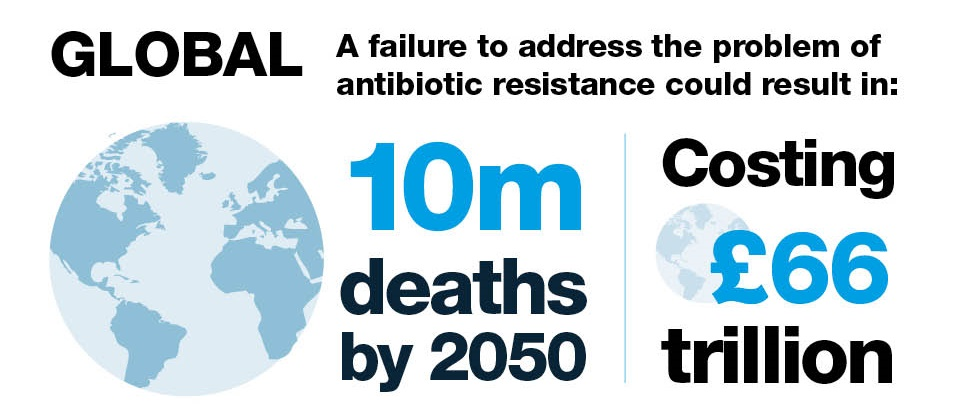 GLOBAL
A failure to address the problem of
antibiotic resistance could result in:
10m
deaths
by 2050
Costing
£66
trillion